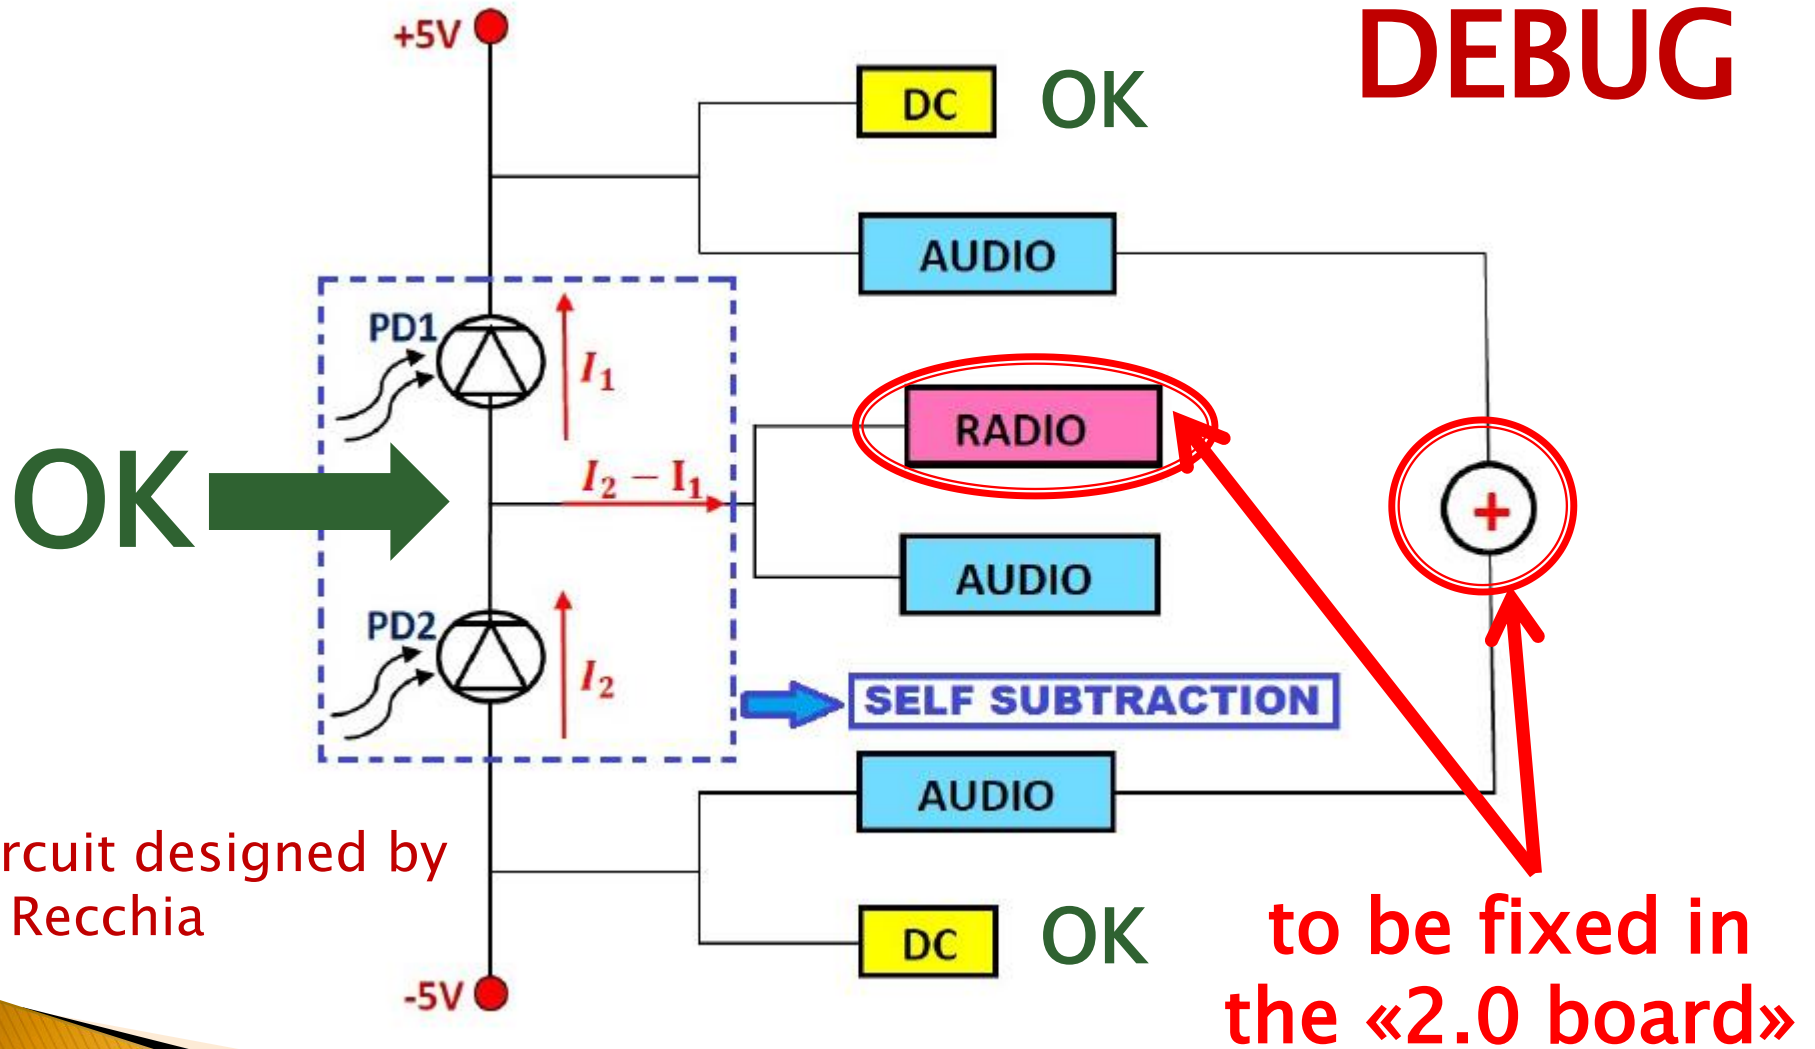 DEBUG
+5V
DC OK
AUDIO
PD1
I₁
RADIO
OK
I₂ − I₁
+
AUDIO
PD2
I₂
SELF SUBTRACTION
AUDIO
designed by
Recchia
DC OK
-5V
to be fixed in
the «2.0 board»